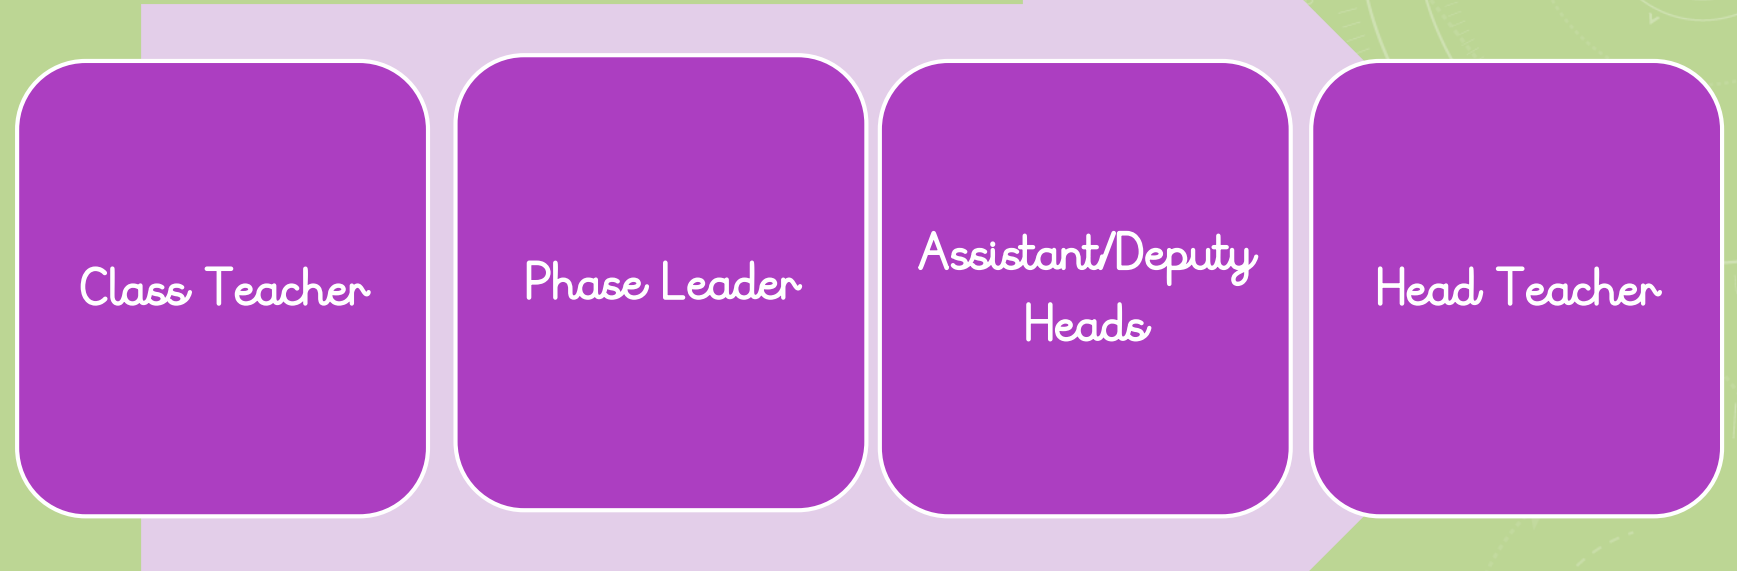 Class Teacher
Phase Leader
Assistant/Deputy
Heads
Head Teacher